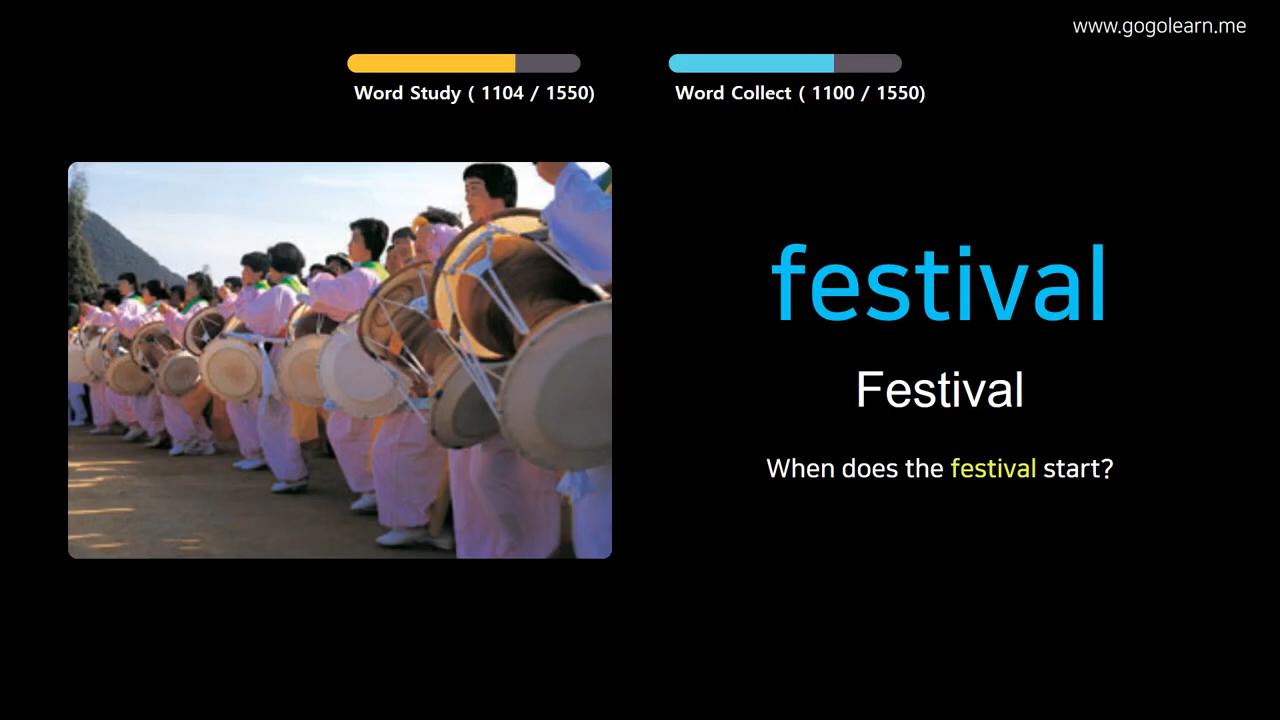 www.gogolearn.me
Word Study ( 1104 / 1550)
Word Collect ( 1100 / 1550)
festival
Festival
When does the festival start?